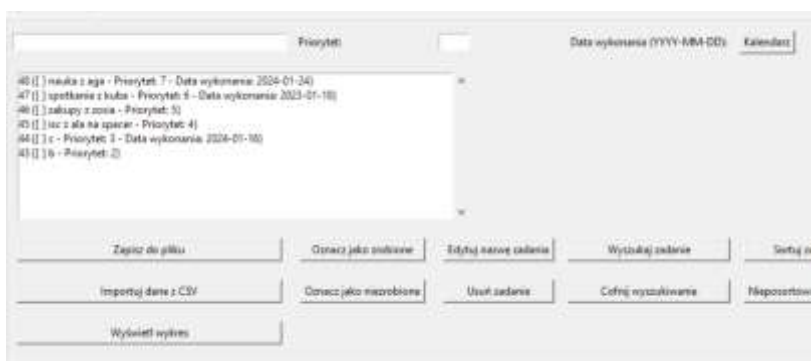 Priorytet:
Data wykonania (YYYY-MM-DD):
Kalendarz
48 ([ ] nauka z aga - Priorytet: 7 - Data wykonania: 2024-01-24)
47 ([ ] spotkanie z kuba - Priorytet: 6 - Data wykonania: 2023-01-18)
46 ([ ] zakupy z zosia - Priorytet: 5)
45 ([ ] isc z ala na spacer - Priorytet: 4)
44 ([ ] c - Priorytet: 3 - Data wykonania: 2024-01-16)
43 ([ ] b - Priorytet: 2)
Zapisz do pliku
Oznacz jako zrobione
Edytuj nazwę zadania
Wyszukaj zadanie
Sortuj
Importuj dane z CSV
Oznacz jako niezrobione
Usuń zadanie
Cofnij wyszukiwanie
Nieposortow
Wyświetl wykres